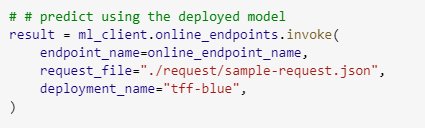 # # predict using the deployed model
result = ml_client.online_endpoints.invoke(
    endpoint_name=online_endpoint_name,
    request_file="./request/sample-request.json",
    deployment_name="tff-blue",
)